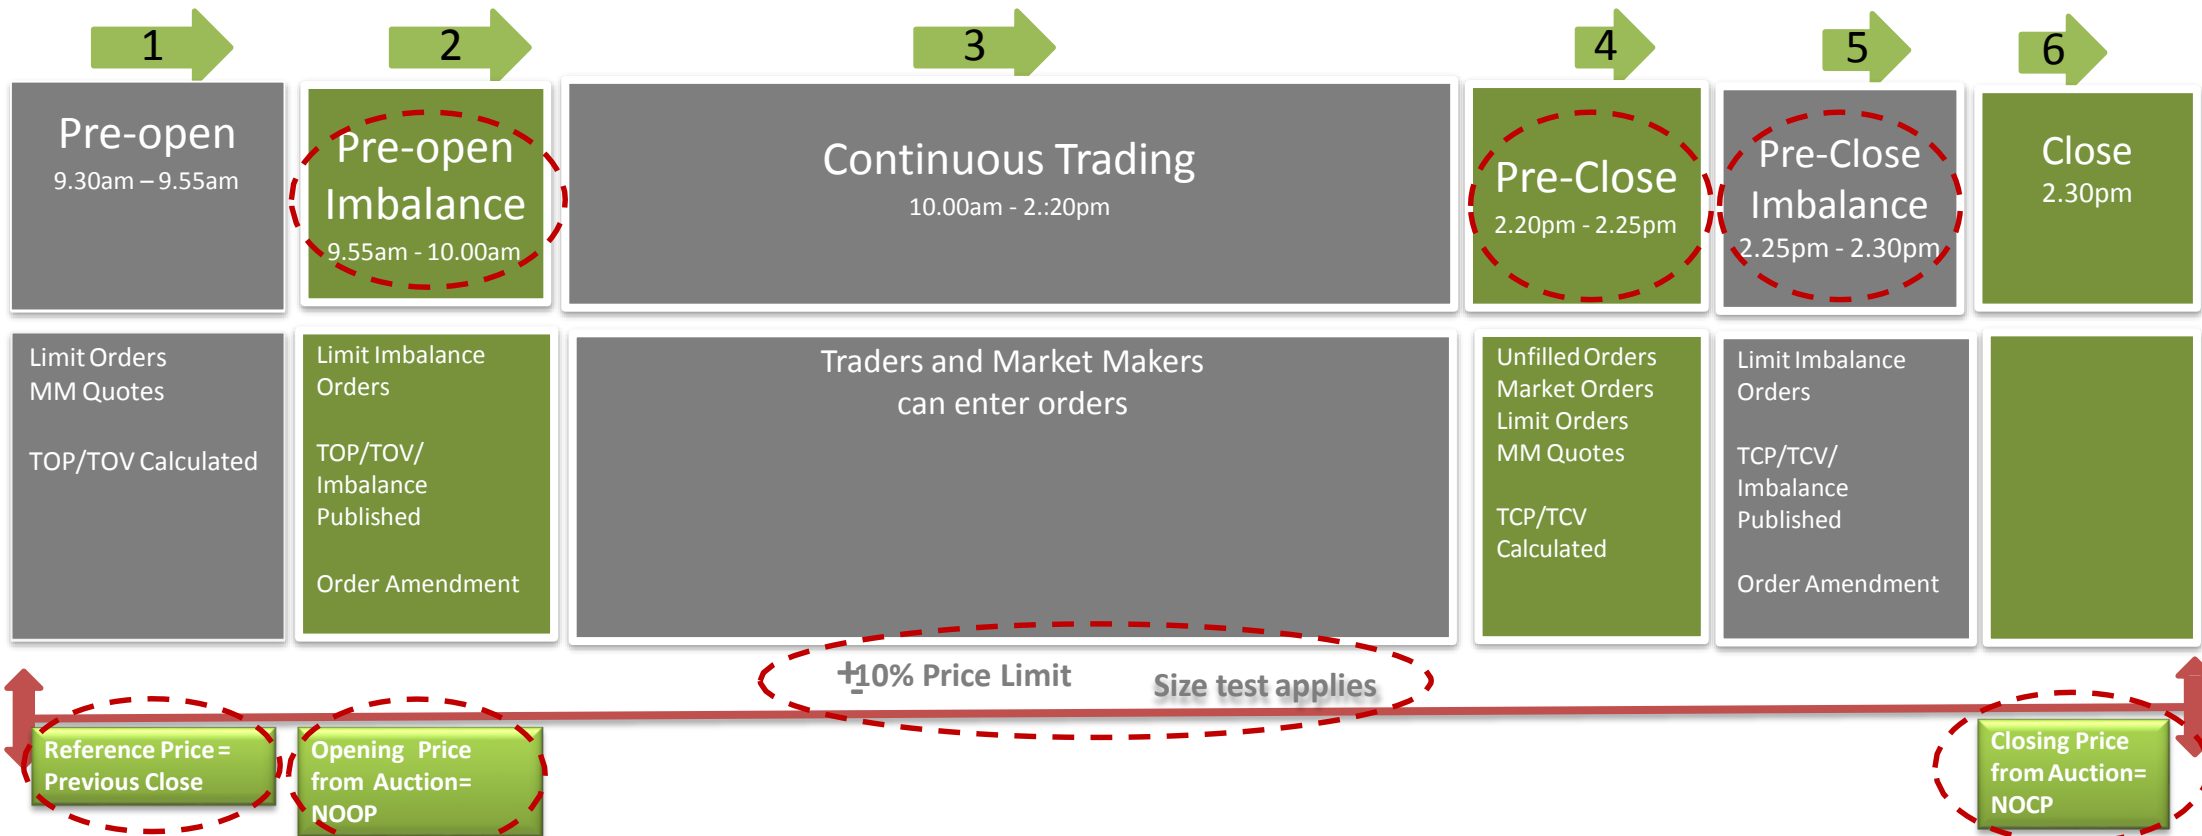 1
2
3
4
5
6
Pre-open
9.30am – 9.55am
Pre-open
Imbalance
9.55am - 10.00am
Continuous Trading
10.00am - 2.:20pm
Pre-Close
2.20pm - 2.25pm
Pre-Close
Imbalance
2.25pm - 2.30pm
Close
2.30pm
Limit Orders
MM Quotes
TOP/TOV Calculated
Limit Imbalance
Orders
TOP/TOV/
Imbalance
Published
Order Amendment
Traders and Market Makers
can enter orders
Unfilled Orders
Market Orders
Limit Orders
MM Quotes
TCP/TCV
Calculated
Limit Imbalance
Orders
TCP/TCV/
Imbalance
Published
Order Amendment
±10% Price Limit
Size test applies
Reference Price =
Previous Close
Opening Price
from Auction=
NOOP
Closing Price
from Auction=
NOCP